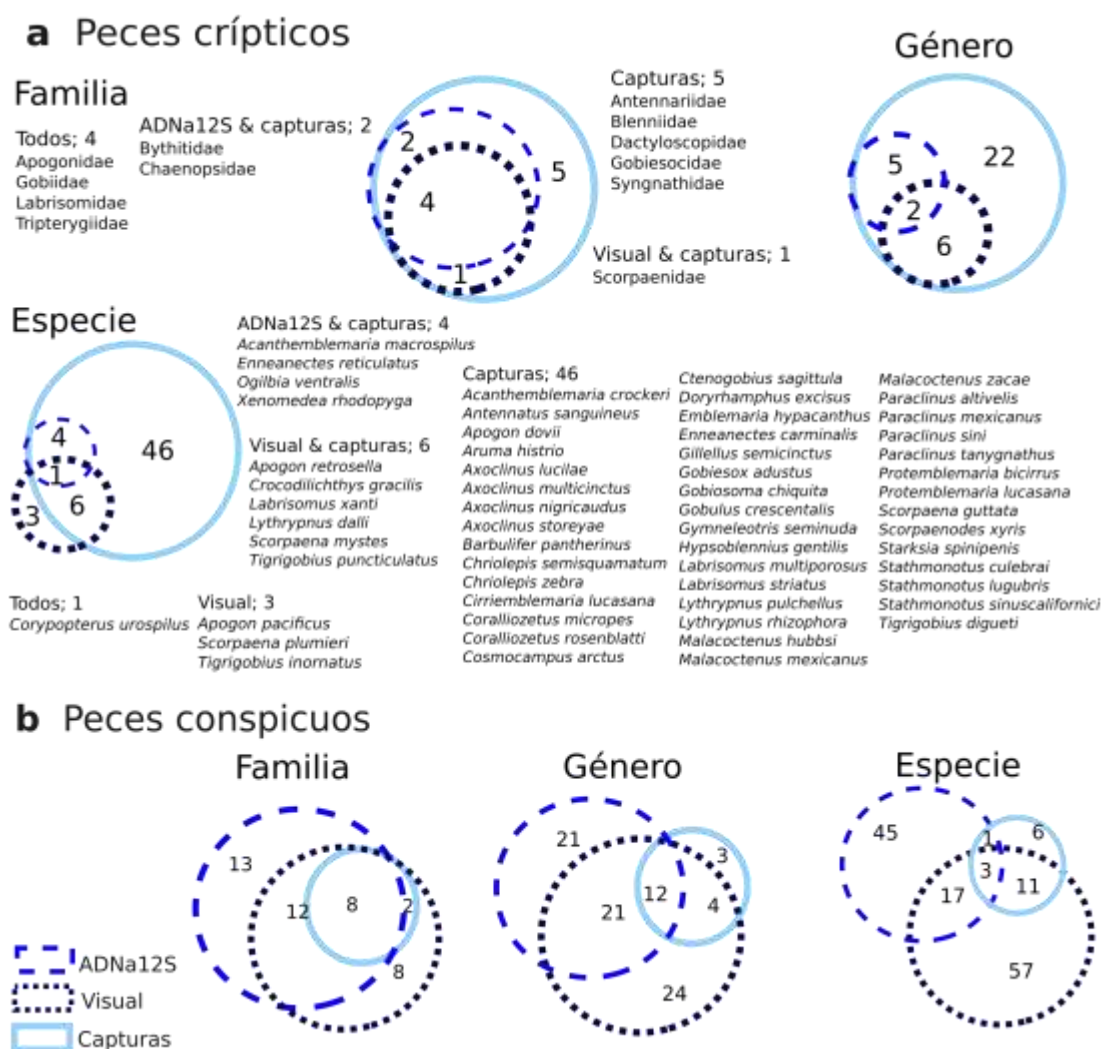 a Peces crípticos
Género
Familia
Todos; 4
Apogonidae
Gobiidae
Labrisomidae
Tripterygiidae
ADNa12S & capturas; 2
Bythitidae
Chaenopsidae
2
4
5
1
Capturas; 5
Antennariidae
Blenniidae
Dactyloscopidae
Gobiesocidae
Syngnathidae
Visual & capturas; 1
Scorpaenidae
5
22
2
6
Especie
4
46
1
3
6
ADNa12S & capturas; 4
Acanthemblemaria macrospilus
Enneanectes reticulatus
Ogilbia ventralis
Xenomedea rhodopyga
Visual & capturas; 6
Apogon retrosella
Crocodilichthys gracilis
Labrisomus xanti
Lythrypnus dalli
Scorpaena mystes
Tigrigobius puncticulatus
Todos; 1
Corypopterus urospilus
Visual; 3
Apogon pacificus
Scorpaena plumieri
Tigrigobius inornatus
Capturas; 46
Acanthemblemaria crockeri
Antennatus sanguineus
Apogon dovii
Aruma histrio
Axoclinus lucilae
Axoclinus multicinctus
Axoclinus nigricaudus
Axoclinus storeyae
Barbulifer pantherinus
Chriolepis semisquamatum
Chriolepis zebra
Cirriemblemaria lucasana
Coralliozetus micropes
Coralliozetus rosenblatti
Cosmocampus arctus
Ctenogobius sagittula
Doryrhamphus excisus
Emblemaria hypacanthus
Enneanectes carminalis
Gillellus semicinctus
Gobiesox adustus
Gobiosoma chiquita
Gobulus crescentalis
Gymneleotris seminuda
Hypsoblennius gentilis
Labrisomus multiporosus
Labrisomus striatus
Lythrypnus pulchellus
Lythrypnus rhizophora
Malacoctenus hubbsi
Malacoctenus mexicanus
Malacoctenus zacae
Paraclinus altivelis
Paraclinus mexicanus
Paraclinus sini
Paraclinus tanygnathus
Protemblemaria bicirrus
Protemblemaria lucasana
Scorpaena guttata
Scorpaenodes xyris
Starksia spinipenis
Stathmonotus culebrai
Stathmonotus lugubris
Stathmonotus sinuscalifornici
Tigrigobius digueti
b Peces conspicuos
Familia
13
12
8
2
8
Género
21
3
12
4
21
24
Especie
45
1
6
3
17
11
57
ADNa12S
Visual
Capturas